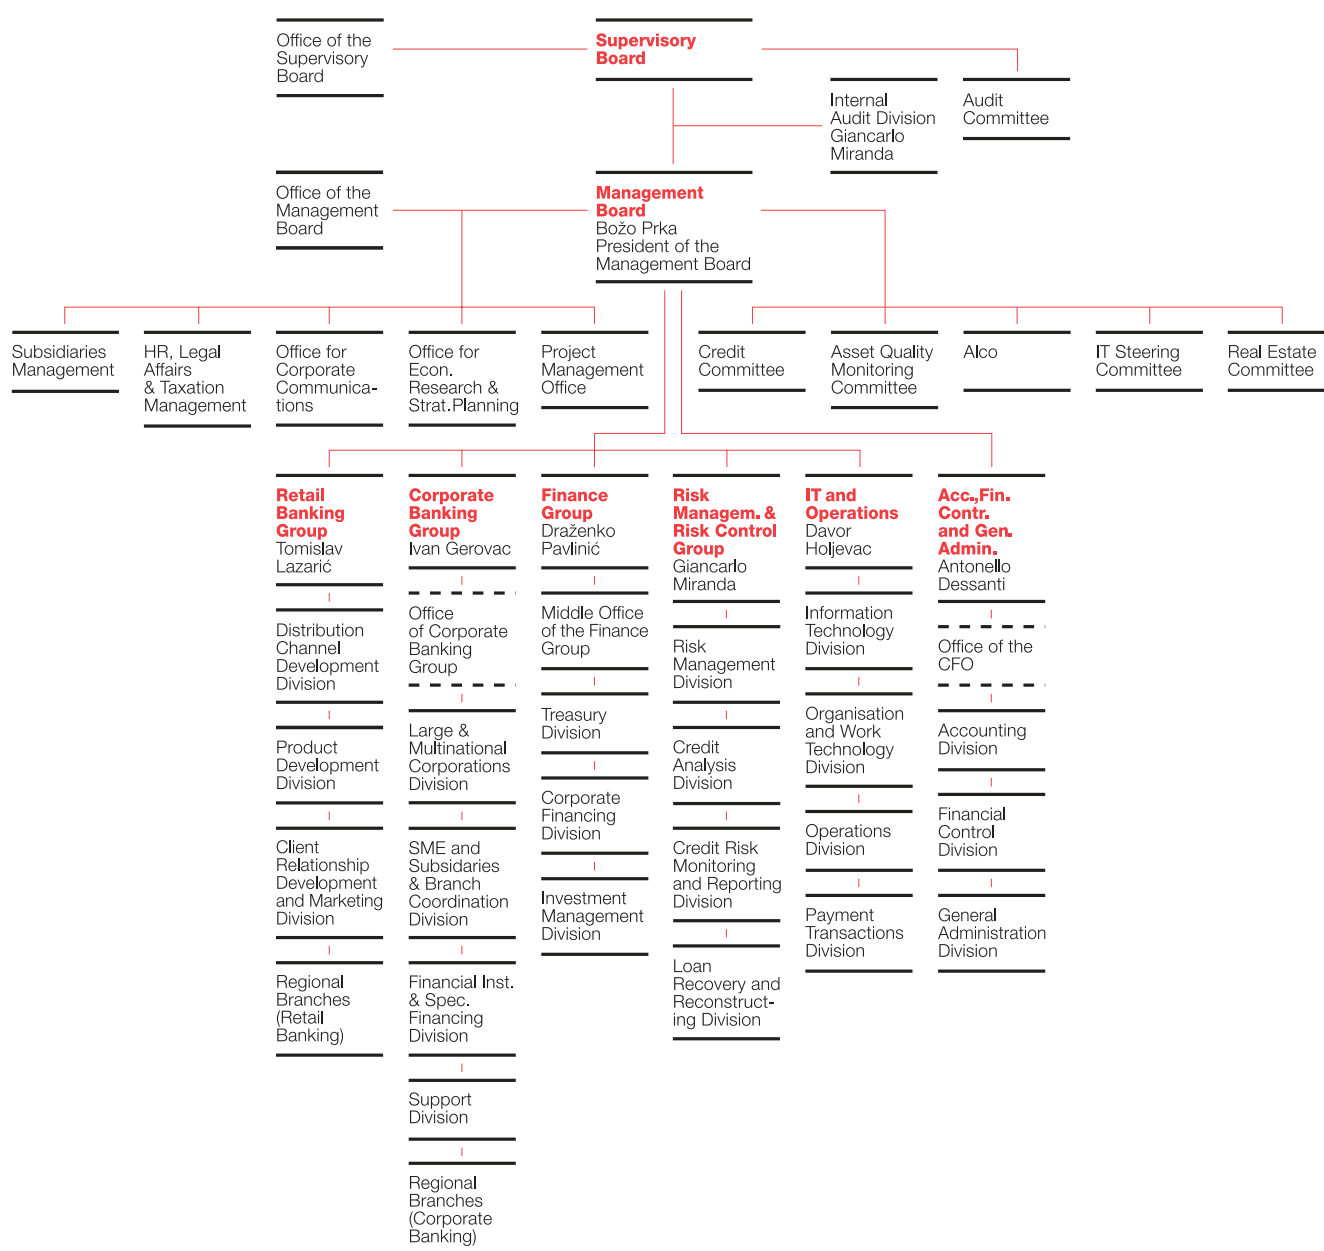 Office of the
Supervisory
Board
Supervisory
Board
Internal
Audit Division
Giancarlo
Miranda
Audit
Committee
Office of the
Management
Board
Management
Board
Božo Prka
President of the
Management Board
Subsidiaries
Management
HR, Legal
Affairs
& Taxation
Management
Office for
Corporate
Communica-
tions
Office for
Econ.
Research &
Strat.Planning
Project
Management
Office
Credit
Committee
Asset Quality
Monitoring
Committee
Alco
IT Steering
Committee
Real Estate
Committee
Retail
Banking
Group
Tomislav
Lazarić
Distribution
Channel
Development
Division
Product
Development
Division
Client
Relationship
Development
and Marketing
Division
Regional
Branches
(Retail
Banking)
Corporate
Banking
Group
Ivan Gerovac
Office
of Corporate
Banking
Group
Large &
Multinational
Corporations
Division
SME and
Subsidaries
& Branch
Coordination
Division
Financial Inst.
& Spec.
Financing
Division
Support
Division
Regional
Branches
(Corporate
Banking)
Finance
Group
Draženko
Pavlinić
Middle Office
of the Finance
Group
Treasury
Division
Corporate
Financing
Division
Investment
Management
Division
Risk
Managem. &
Risk Control
Group
Giancarlo
Miranda
Risk
Management
Division
Credit
Analysis
Division
Credit Risk
Monitoring
and Reporting
Division
Loan
Recovery and
Reconstruct-
ing Division
IT and
Operations
Davor
Holjevac
Information
Technology
Division
Organisation
and Work
Technology
Division
Operations
Division
Payment
Transactions
Division
Acc.,Fin.
Contr.
and Gen.
Admin.
Antonello
Dessanti
Office of the
CFO
Accounting
Division
Financial
Control
Division
General
Administration
Division